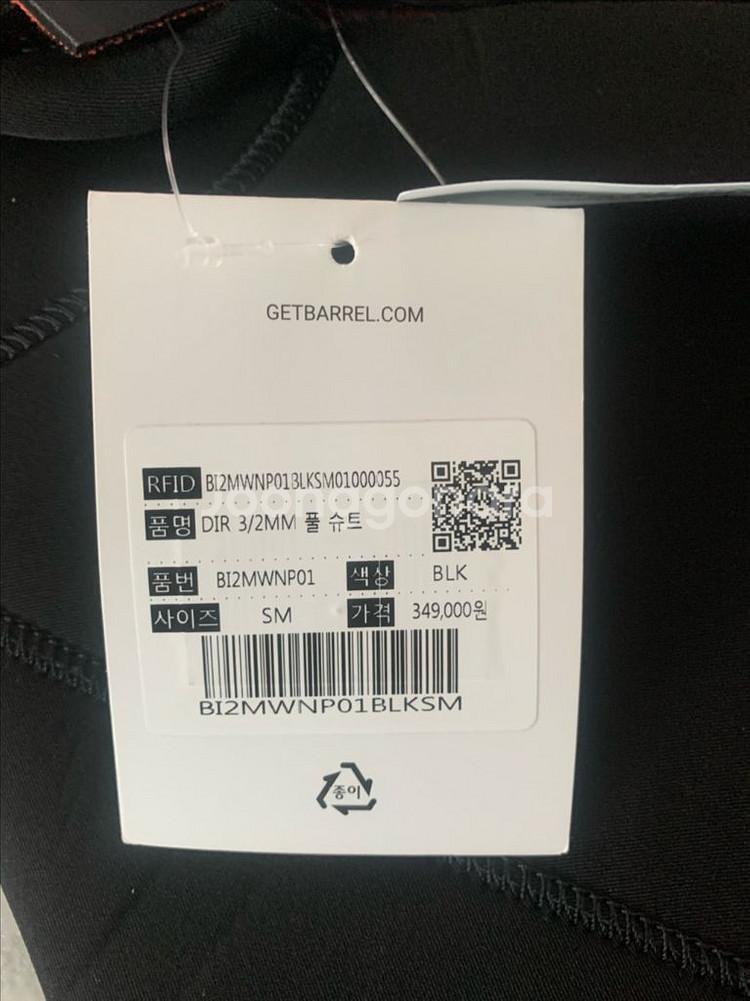 GETBARREL.COM
RFID BI2MWNP01BLKSM01000055
품명 DIR 3/2MM 풀 슈트
Joonggonara
품번 BI2MWNP01 색상 BLK
사이즈 SM 가격 349,000원
BI2MWNP01BLKSM
종이